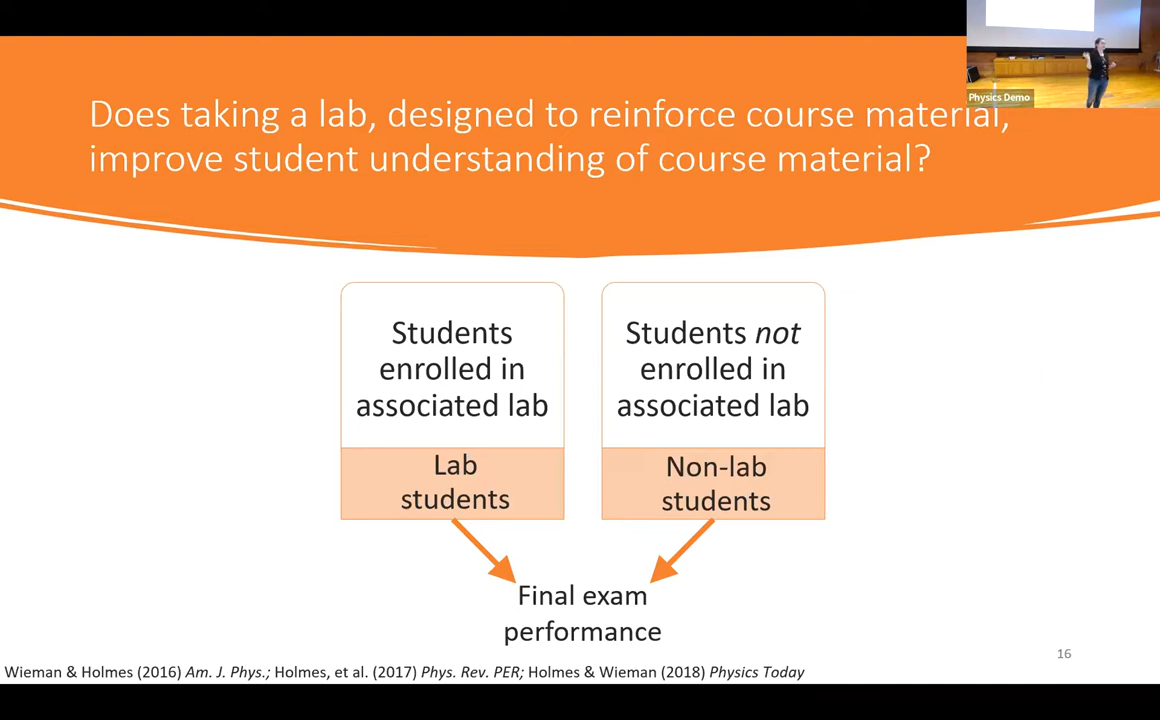 Physics Demo
Does taking a lab, designed to reinforce course material,
improve student understanding of course material?
Students
enrolled in
associated lab
Lab
students
Students not
enrolled in
associated lab
Non-lab
students
Final exam
performance
16
Wieman & Holmes (2016) Am. J. Phys.; Holmes, et al. (2017) Phys. Rev. PER; Holmes & Wieman (2018) Physics Today